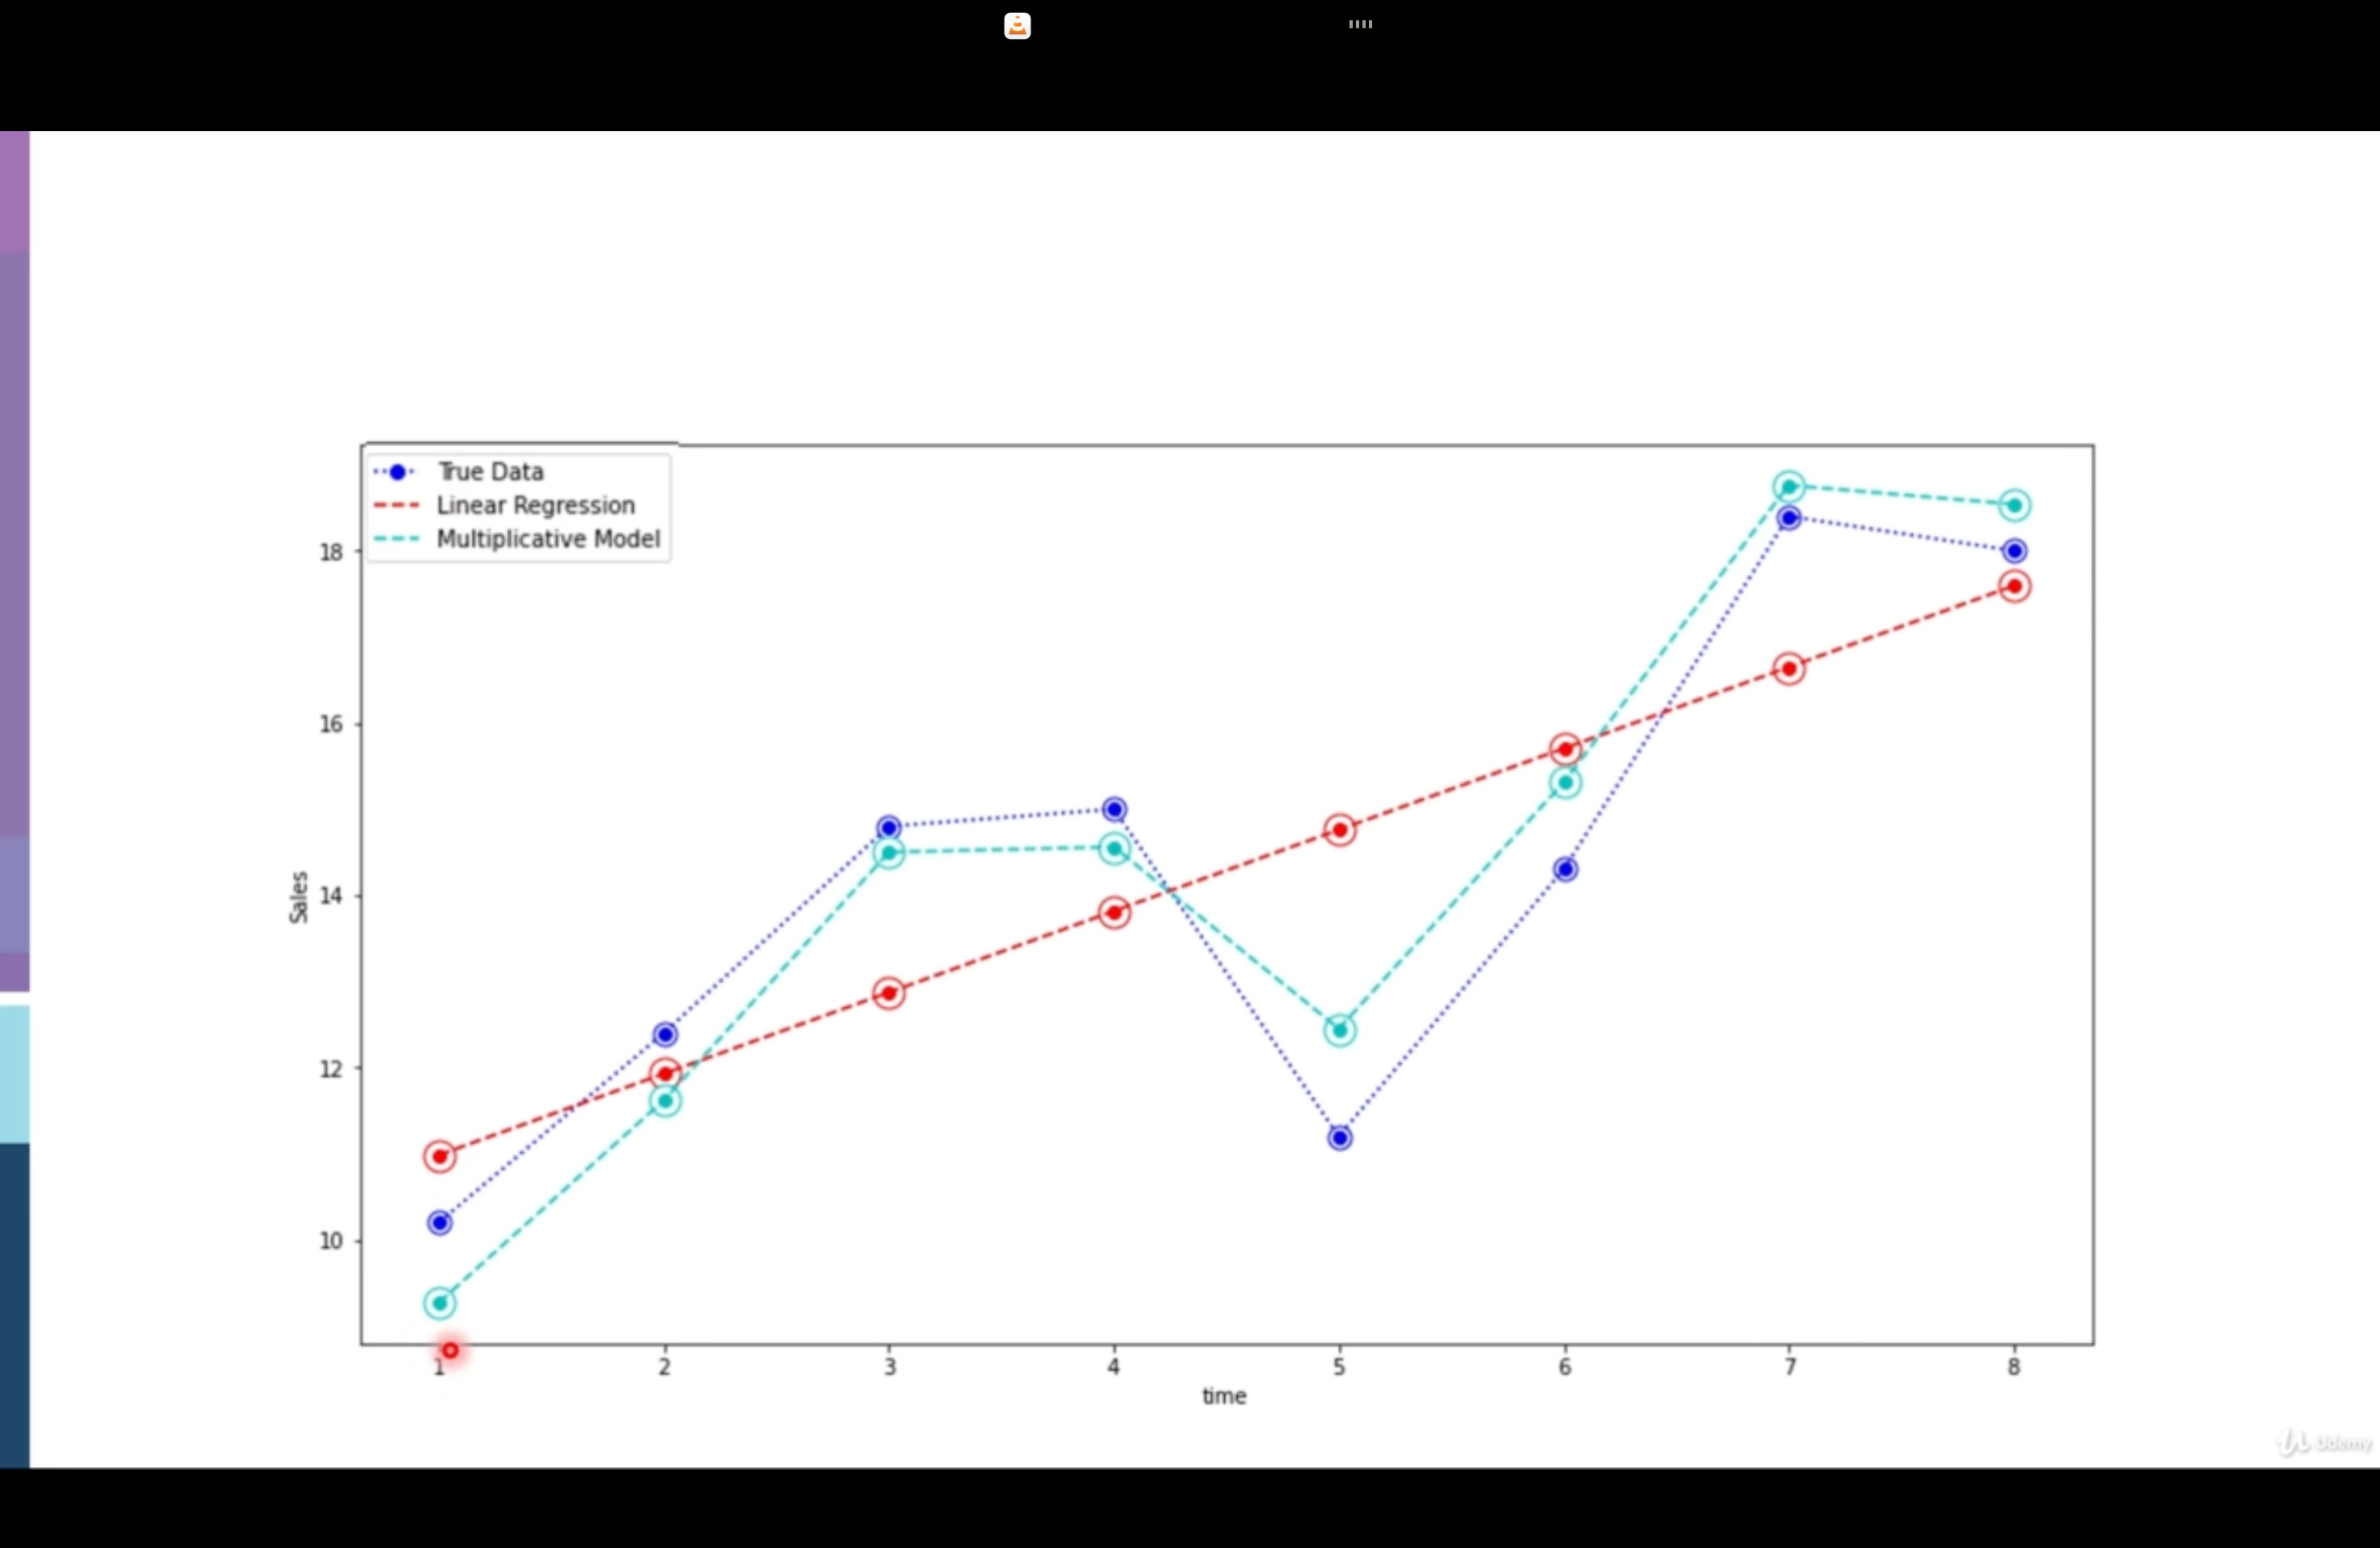 True Data
Linear Regression
Multiplicative Model
18
16
14
12
10
Sales
1 2 3 4 5 6 7 8
time
Udemy